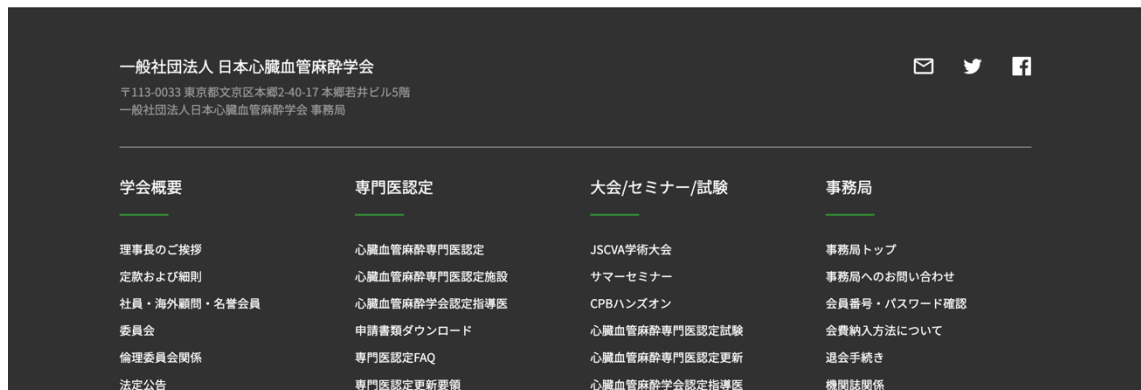 一般社団法人 日本心臓血管麻酔学会
〒113-0033 東京都文京区本郷2-40-17 本郷若井ビル5階
一般社団法人日本心臓血管麻酔学会 事務局
学会概要
理事長のご挨拶
定款および細則
社員・海外顧問・名誉会員
委員会
倫理委員会関係
法定公告
専門医認定
心臓血管麻酔専門医認定
心臓血管麻酔専門医認定施設
心臓血管麻酔学会認定指導医
申請書類ダウンロード
専門医認定FAQ
専門医認定更新要領
大会/セミナー/試験
JSCVA学術大会
サマーセミナー
CPBハンズオン
心臓血管麻酔専門医認定試験
心臓血管麻酔専門医認定更新
心臓血管麻酔学会認定指導医
事務局
事務局トップ
事務局へのお問い合わせ
会員番号・パスワード確認
会費納入方法について
退会手続き
機関誌関係